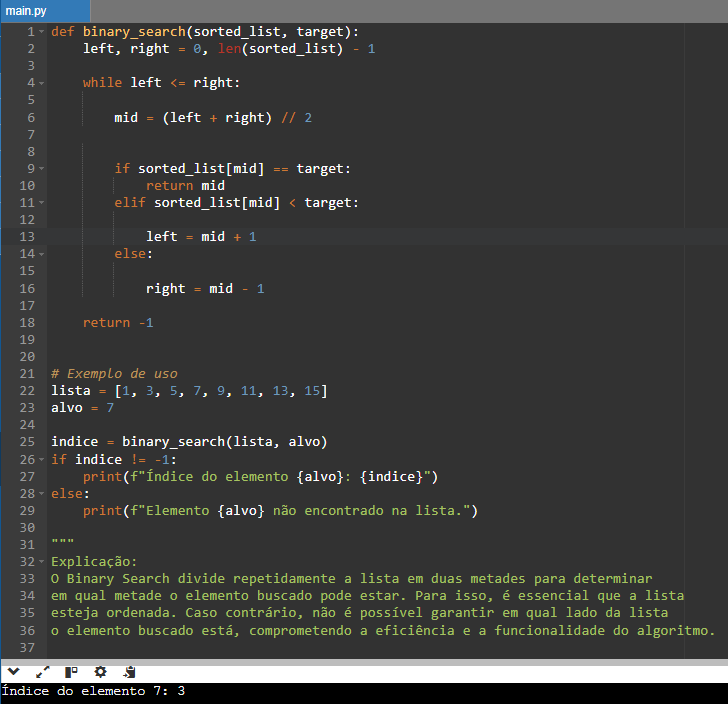 main.py
1 def binary_search(sorted_list, target):
2     left, right = 0, len(sorted_list) - 1
3
4     while left <= right:
5
6         mid = (left + right) // 2
7
8
9         if sorted_list[mid] == target:
10             return mid
11         elif sorted_list[mid] < target:
12
13             left = mid + 1
14         else:
15
16             right = mid - 1
17
18     return -1
19
20
21 # Exemplo de uso
22 lista = [1, 3, 5, 7, 9, 11, 13, 15]
23 alvo = 7
24
25 indice = binary_search(lista, alvo)
26 if indice != -1:
27     print(f"Índice do elemento {alvo}: {indice}")
28 else:
29     print(f"Elemento {alvo} não encontrado na lista.")
30
31 """
32 Explicação:
33 O Binary Search divide repetidamente a lista em duas metades para determinar
34 em qual metade o elemento buscado pode estar. Para isso, é essencial que a lista
35 esteja ordenada. Caso contrário, não é possível garantir em qual lado da lista
36 o elemento buscado está, comprometendo a eficiência e a funcionalidade do algoritmo.
37
Índice do elemento 7: 3